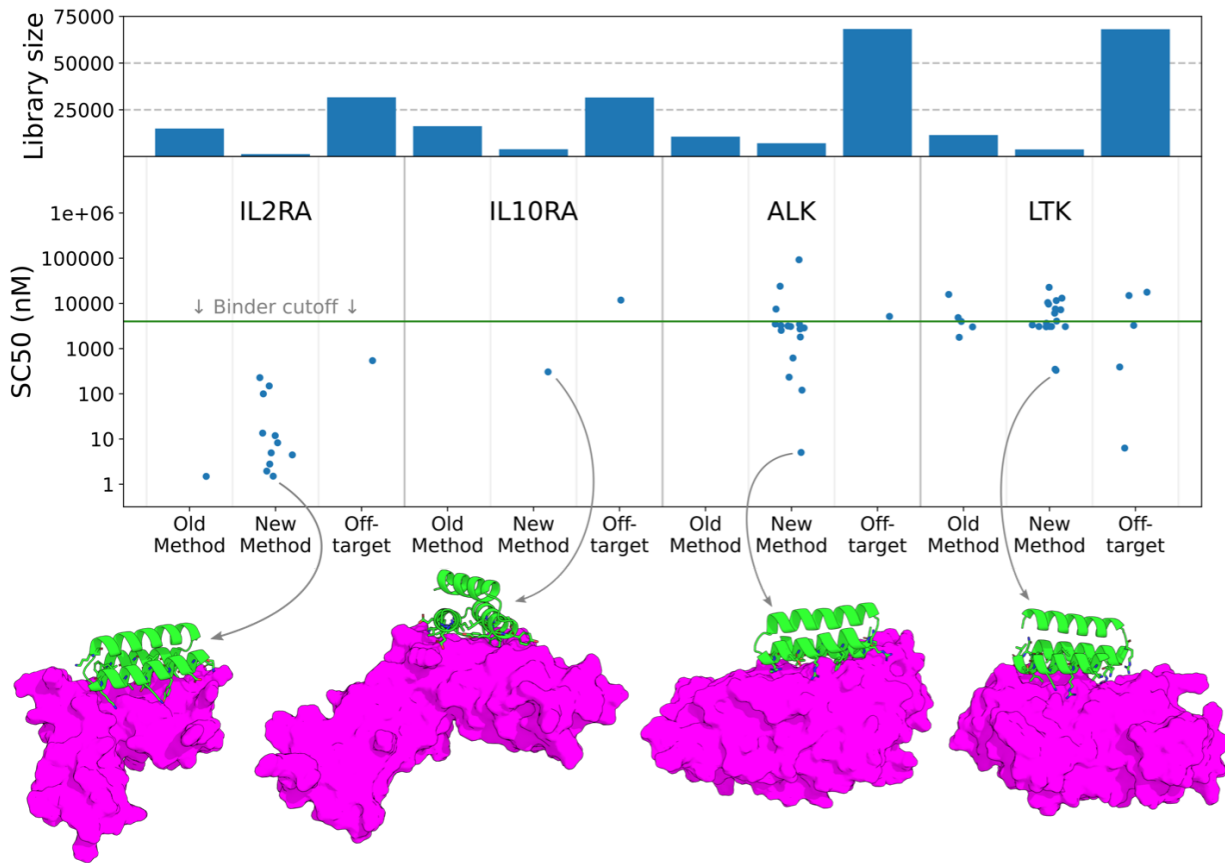 Library size
75000
50000
25000
SC50 (nM)
1e+06
100000
10000
1000
100
10
1
IL2RA
IL10RA
ALK
LTK
↓ Binder cutoff ↓
Old
Method
New
Method
Off-
target
Old
Method
New
Method
Off-
target
Old
Method
New
Method
Off-
target
Old
Method
New
Method
Off-
target